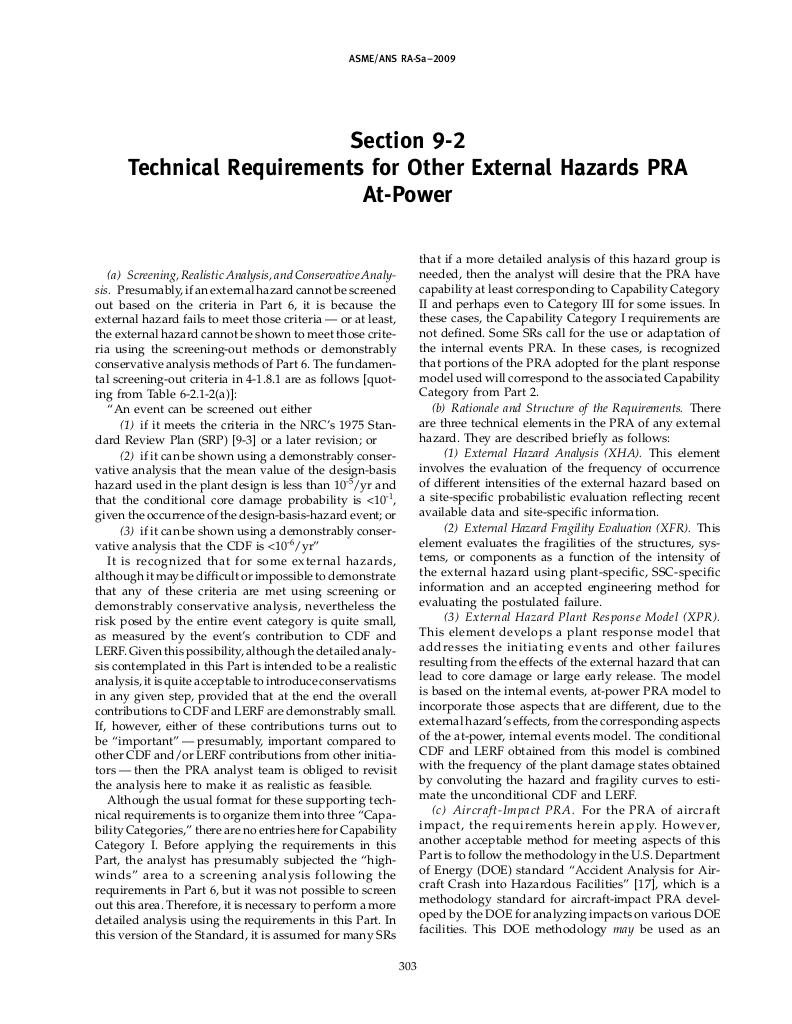 ASME/ANS RA-Sa–2009
Section 9-2
Technical Requirements for Other External Hazards PRA
At-Power
(a) Screening, Realistic Analysis, and Conservative Analy-
sis. Presumably, if an external hazard cannot be screened
out based on the criteria in Part 6, it is because the
external hazard fails to meet those criteria — or at least,
the external hazard cannot be shown to meet those crite-
ria using the screening-out methods or demonstrably
conservative analysis methods of Part 6. The fundamen-
tal screening-out criteria in 4-1.8.1 are as follows [quot-
ing from Table 6-2.1-2(a)]:
“An event can be screened out either
(1) if it meets the criteria in the NRC’s 1975 Stan-
dard Review Plan (SRP) [9-3] or a later revision; or
(2) if it can be shown using a demonstrably conser-
vative analysis that the mean value of the design-basis
hazard used in the plant design is less than 10⁻⁵/yr and
that the conditional core damage probability is <10⁻¹,
given the occurrence of the design-basis-hazard event; or
(3) if it can be shown using a demonstrably conser-
vative analysis that the CDF is <10⁻⁶/yr”
It is recognized that for some external hazards,
although it may be difficult or impossible to demonstrate
that any of these criteria are met using screening or
demonstrably conservative analysis, nevertheless the
risk posed by the entire event category is quite small,
as measured by the event’s contribution to CDF and
LERF. Given this possibility, although the detailed analy-
sis contemplated in this Part is intended to be a realistic
analysis, it is quite acceptable to introduce conservatisms
in any given step, provided that at the end the overall
contributions to CDF and LERF are demonstrably small.
If, however, either of these contributions turns out to
be “important” — presumably, important compared to
other CDF and/or LERF contributions from other initia-
tors — then the PRA analyst team is obliged to revisit
the analysis here to make it as realistic as feasible.
Although the usual format for these supporting tech-
nical requirements is to organize them into three “Capa-
bility Categories,” there are no entries here for Capability
Category I. Before applying the requirements in this
Part, the analyst has presumably subjected the “high-
winds” area to a screening analysis following the
requirements in Part 6, but it was not possible to screen
out this area. Therefore, it is necessary to perform a more
detailed analysis using the requirements in this Part. In
this version of the Standard, it is assumed for many SRs
that if a more detailed analysis of this hazard group is
needed, then the analyst will desire that the PRA have
capability at least corresponding to Capability Category
II and perhaps even to Category III for some issues. In
these cases, the Capability Category I requirements are
not defined. Some SRs call for the use or adaptation of
the internal events PRA. In these cases, is recognized
that portions of the PRA adopted for the plant response
model used will correspond to the associated Capability
Category from Part 2.
(b) Rationale and Structure of the Requirements. There
are three technical elements in the PRA of any external
hazard. They are described briefly as follows:
(1) External Hazard Analysis (XHA). This element
involves the evaluation of the frequency of occurrence
of different intensities of the external hazard based on
a site-specific probabilistic evaluation reflecting recent
available data and site-specific information.
(2) External Hazard Fragility Evaluation (XFR). This
element evaluates the fragilities of the structures, sys-
tems, or components as a function of the intensity of
the external hazard using plant-specific, SSC-specific
information and an accepted engineering method for
evaluating the postulated failure.
(3) External Hazard Plant Response Model (XPR).
This element develops a plant response model that
addresses the initiating events and other failures
resulting from the effects of the external hazard that can
lead to core damage or large early release. The model
is based on the internal events, at-power PRA model to
incorporate those aspects that are different, due to the
external hazard’s effects, from the corresponding aspects
of the at-power, internal events model. The conditional
CDF and LERF obtained from this model is combined
with the frequency of the plant damage states obtained
by convoluting the hazard and fragility curves to esti-
mate the unconditional CDF and LERF.
(c) Aircraft-Impact PRA. For the PRA of aircraft
impact, the requirements herein apply. However,
another acceptable method for meeting aspects of this
Part is to follow the methodology in the U.S. Department
of Energy (DOE) standard “Accident Analysis for Air-
craft Crash into Hazardous Facilities” [17], which is a
methodology standard for aircraft-impact PRA devel-
oped by the DOE for analyzing impacts on various DOE
facilities. This DOE methodology may be used as an
303